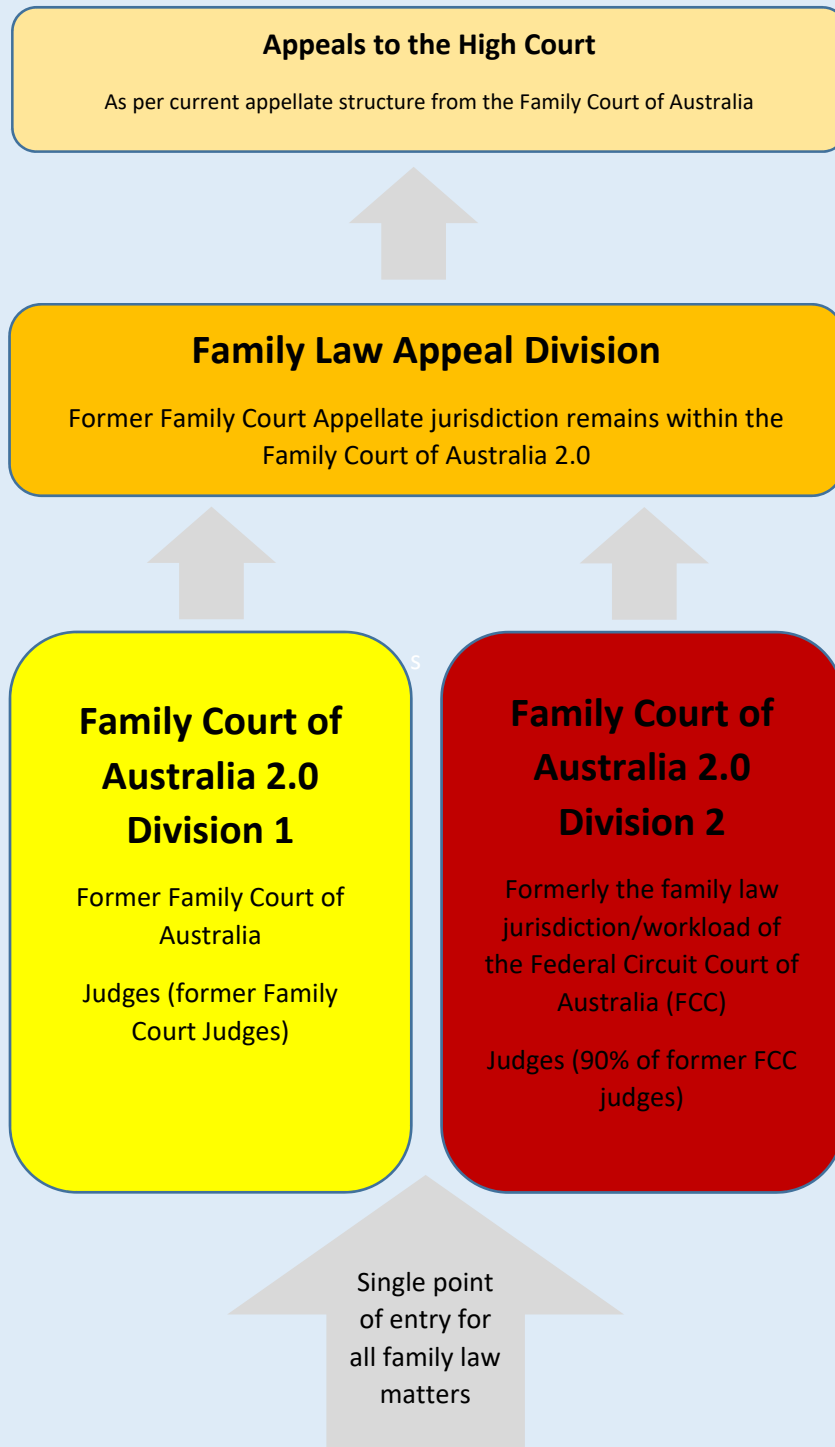 Appeals to the High Court
As per current appellate structure from the Family Court of Australia
Family Law Appeal Division
Former Family Court Appellate jurisdiction remains within the
Family Court of Australia 2.0
s
Family Court of
Australia 2.0
Division 1
Former Family Court of
Australia
Judges (former Family
Court Judges)
Family Court of
Australia 2.0
Division 2
Formerly the family law
jurisdiction/workload of
the Federal Circuit Court of
Australia (FCC)
Judges (90% of former FCC
judges)
Single point
of entry for
all family law
matters